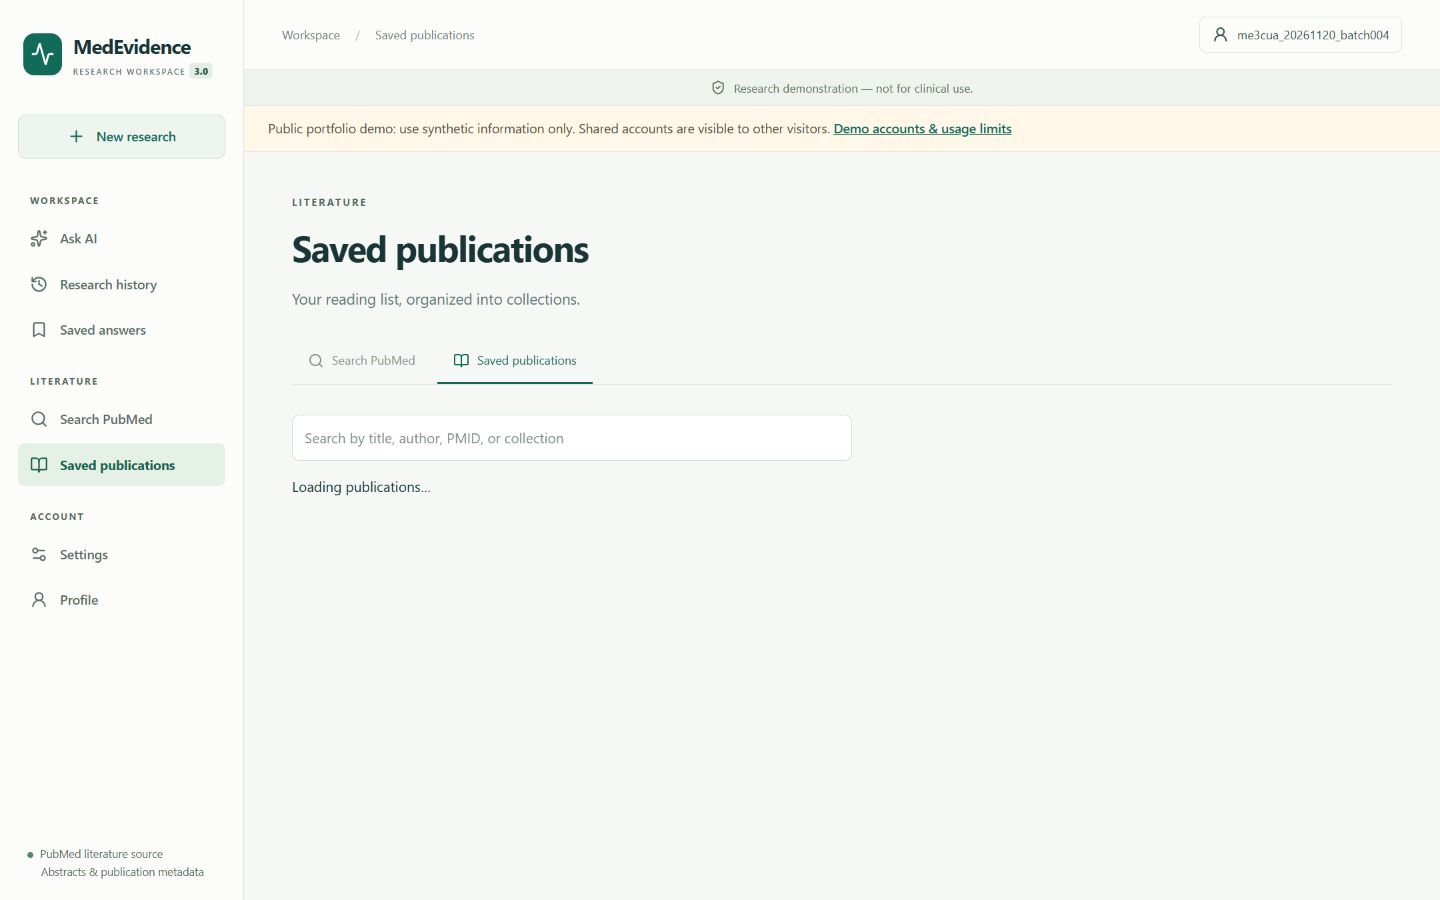 MedEvidence
RESEARCH WORKSPACE 3.0
New research
WORKSPACE
Ask AI
Research history
Saved answers
LITERATURE
Search PubMed
Saved publications
ACCOUNT
Settings
Profile
PubMed literature source
Abstracts & publication metadata
Workspace / Saved publications
me3cua_20261120_batch004
Research demonstration — not for clinical use.
Public portfolio demo: use synthetic information only. Shared accounts are visible to other visitors. Demo accounts & usage limits
LITERATURE
Saved publications
Your reading list, organized into collections.
Search PubMed
Saved publications
Search by title, author, PMID, or collection
Loading publications...